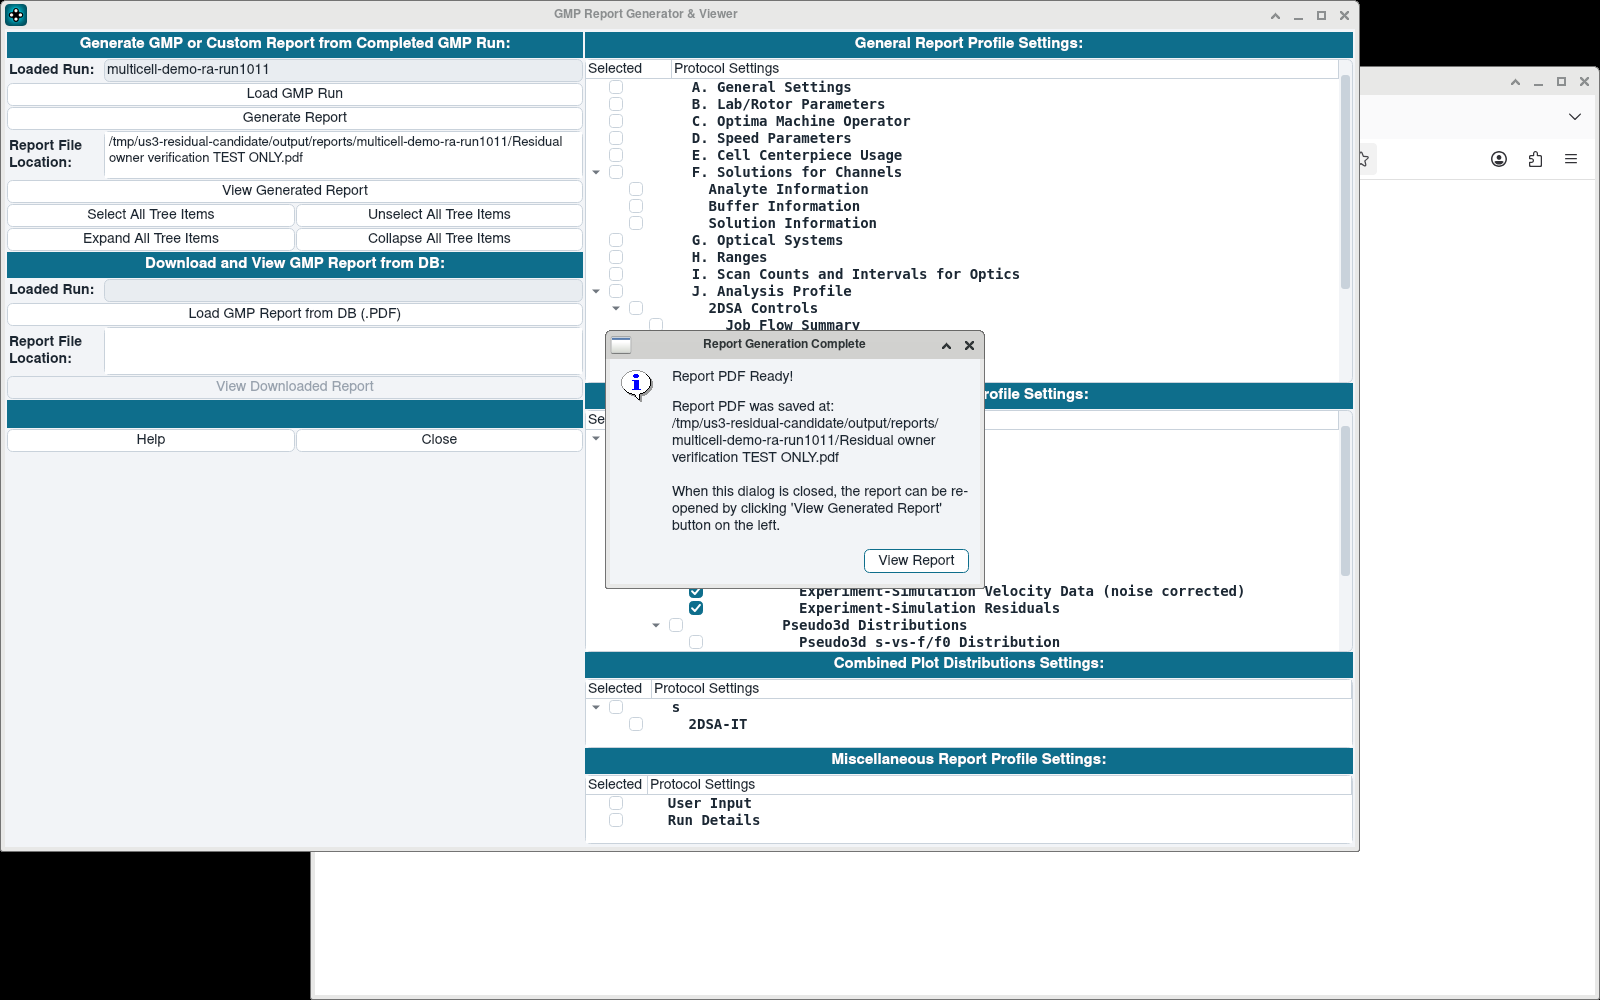 GMP Report Generator & Viewer
Generate GMP or Custom Report from Completed GMP Run:
Loaded Run:
multicell-demo-ra-run1011
Load GMP Run
Generate Report
Report File
Location:
/tmp/us3-residual-candidate/output/reports/multicell-demo-ra-run1011/Residual
owner verification TEST ONLY.pdf
View Generated Report
Select All Tree Items
Unselect All Tree Items
Expand All Tree Items
Collapse All Tree Items
Download and View GMP Report from DB:
Loaded Run:
Load GMP Report from DB (.PDF)
Report File
Location:
View Downloaded Report
Help
Close
General Report Profile Settings:
Selected
Protocol Settings
A. General Settings
B. Lab/Rotor Parameters
C. Optima Machine Operator
D. Speed Parameters
E. Cell Centerpiece Usage
F. Solutions for Channels
Analyte Information
Buffer Information
Solution Information
G. Optical Systems
H. Ranges
I. Scan Counts and Intervals for Optics
J. Analysis Profile
2DSA Controls
Job Flow Summary
Report Generation Complete
Report PDF Ready!
Report PDF was saved at:
/tmp/us3-residual-candidate/output/reports/
multicell-demo-ra-run1011/Residual owner
verification TEST ONLY.pdf
When this dialog is closed, the report can be re-
opened by clicking 'View Generated Report'
button on the left.
View Report
ofile Settings:
Se
Experiment-Simulation Velocity Data (noise corrected)
Experiment-Simulation Residuals
Pseudo3d Distributions
Pseudo3d s-vs-f/f0 Distribution
Combined Plot Distributions Settings:
Selected
Protocol Settings
s
2DSA-IT
Miscellaneous Report Profile Settings:
Selected
Protocol Settings
User Input
Run Details